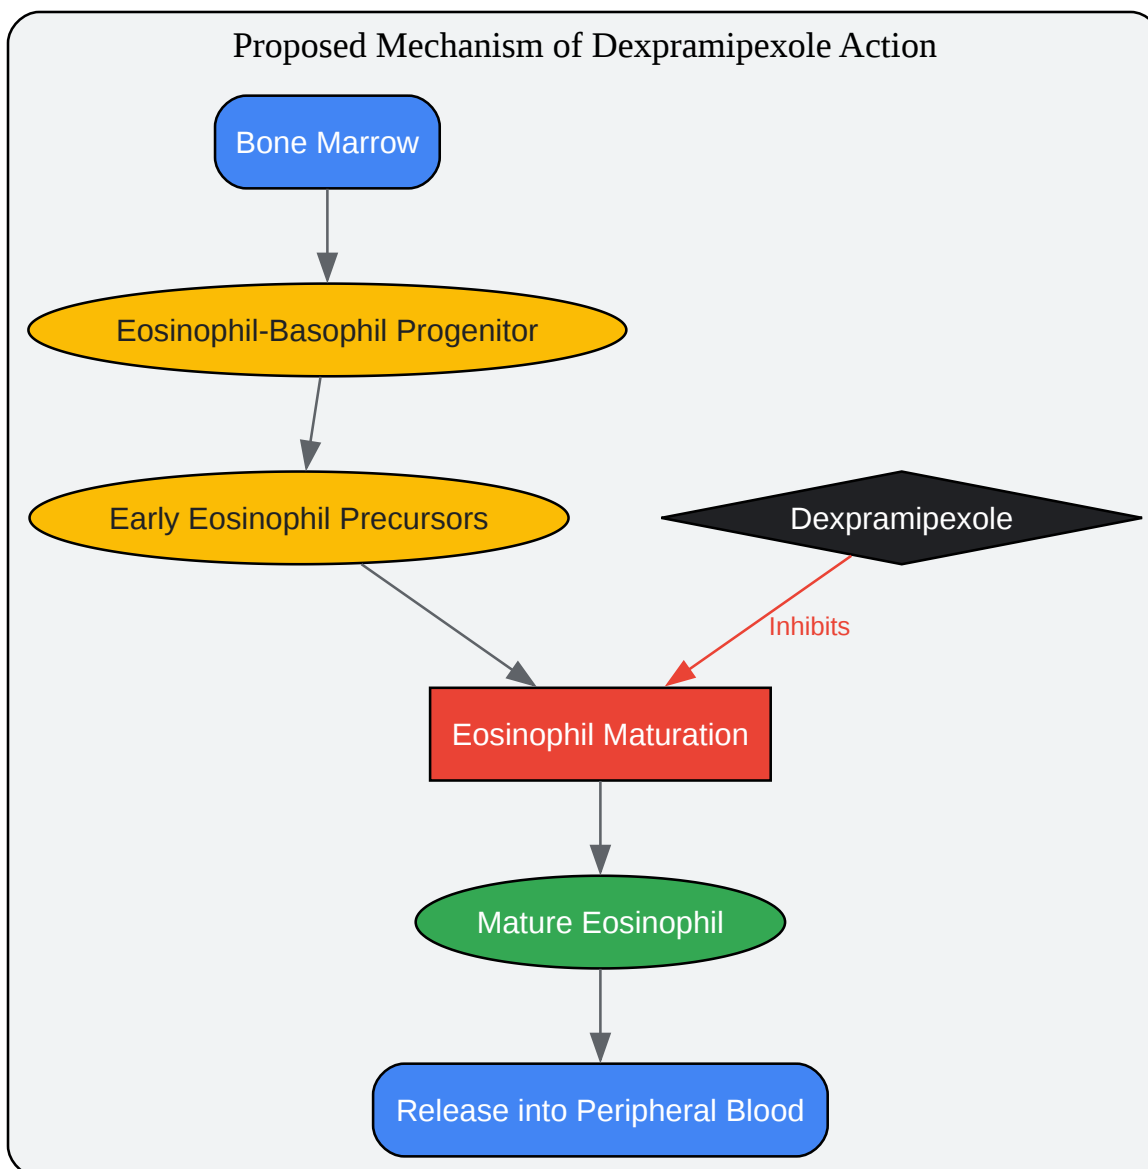 Proposed Mechanism of Dexpramipexole Action
Bone Marrow
Eosinophil-Basophil Progenitor
Early Eosinophil Precursors
Dexpramipexole
Inhibits
Eosinophil Maturation
Mature Eosinophil
Release into Peripheral Blood